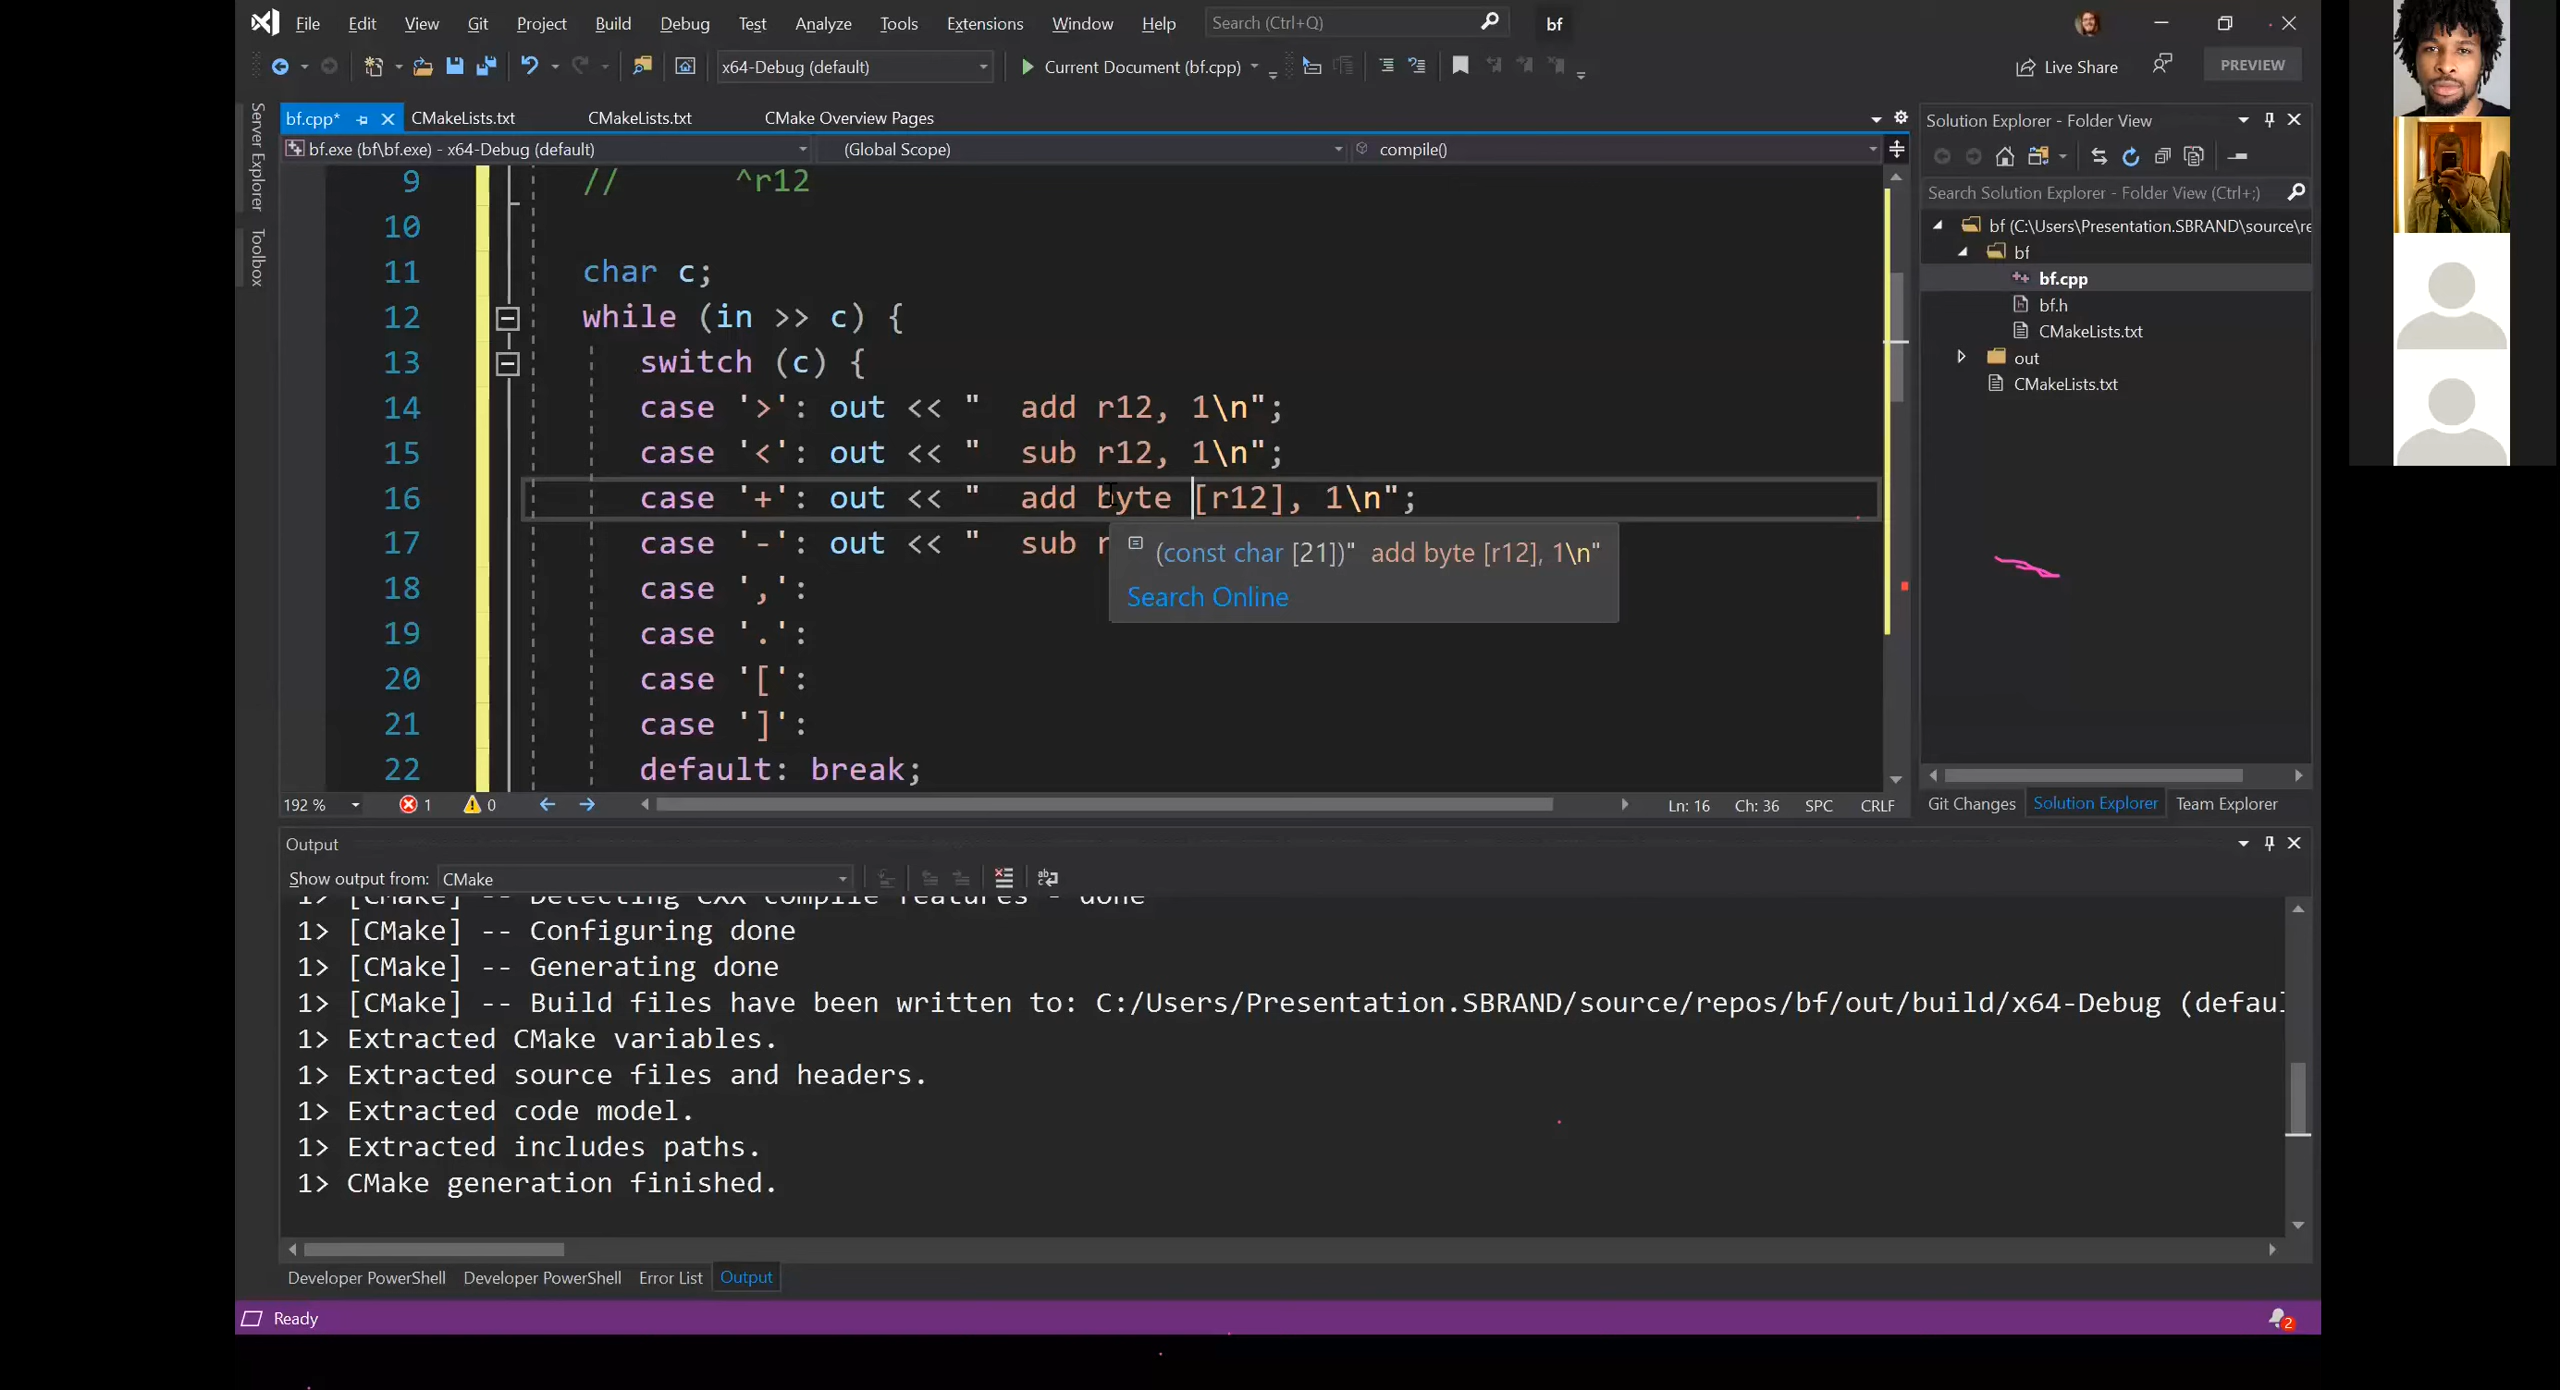 File Edit View Git Project Build Debug Test Analyze Tools Extensions Window Help Search (Ctrl+Q) bf
x64-Debug (default) Current Document (bf.cpp) Live Share PREVIEW
Server Explorer
Toolbox
bf.cpp* CMakeLists.txt CMakeLists.txt CMake Overview Pages
bf.exe (bf\bf.exe) - x64-Debug (default) (Global Scope) compile()
9 // ^r12
10
11 char c;
12 while (in >> c) {
13 switch (c) {
14 case '>': out << "  add r12, 1\n";
15 case '<': out << "  sub r12, 1\n";
16 case '+': out << "  add byte [r12], 1\n";
17 case '-': out << "  sub r
(const char [21])"  add byte [r12], 1\n"
Search Online
18 case ',':
19 case '.':
20 case '[':
21 case ']':
22 default: break;
192 % 1 0 Ln: 16 Ch: 36 SPC CRLF
Solution Explorer - Folder View
Search Solution Explorer - Folder View (Ctrl+;)
bf (C:\Users\Presentation.SBRAND\source\re
bf
bf.cpp
bf.h
CMakeLists.txt
out
CMakeLists.txt
Git Changes Solution Explorer Team Explorer
Output
Show output from: CMake
1> [CMake] -- Detecting CXX compile features - done
1> [CMake] -- Configuring done
1> [CMake] -- Generating done
1> [CMake] -- Build files have been written to: C:/Users/Presentation.SBRAND/source/repos/bf/out/build/x64-Debug (defaul
1> Extracted CMake variables.
1> Extracted source files and headers.
1> Extracted code model.
1> Extracted includes paths.
1> CMake generation finished.
Developer PowerShell Developer PowerShell Error List Output
Ready 2